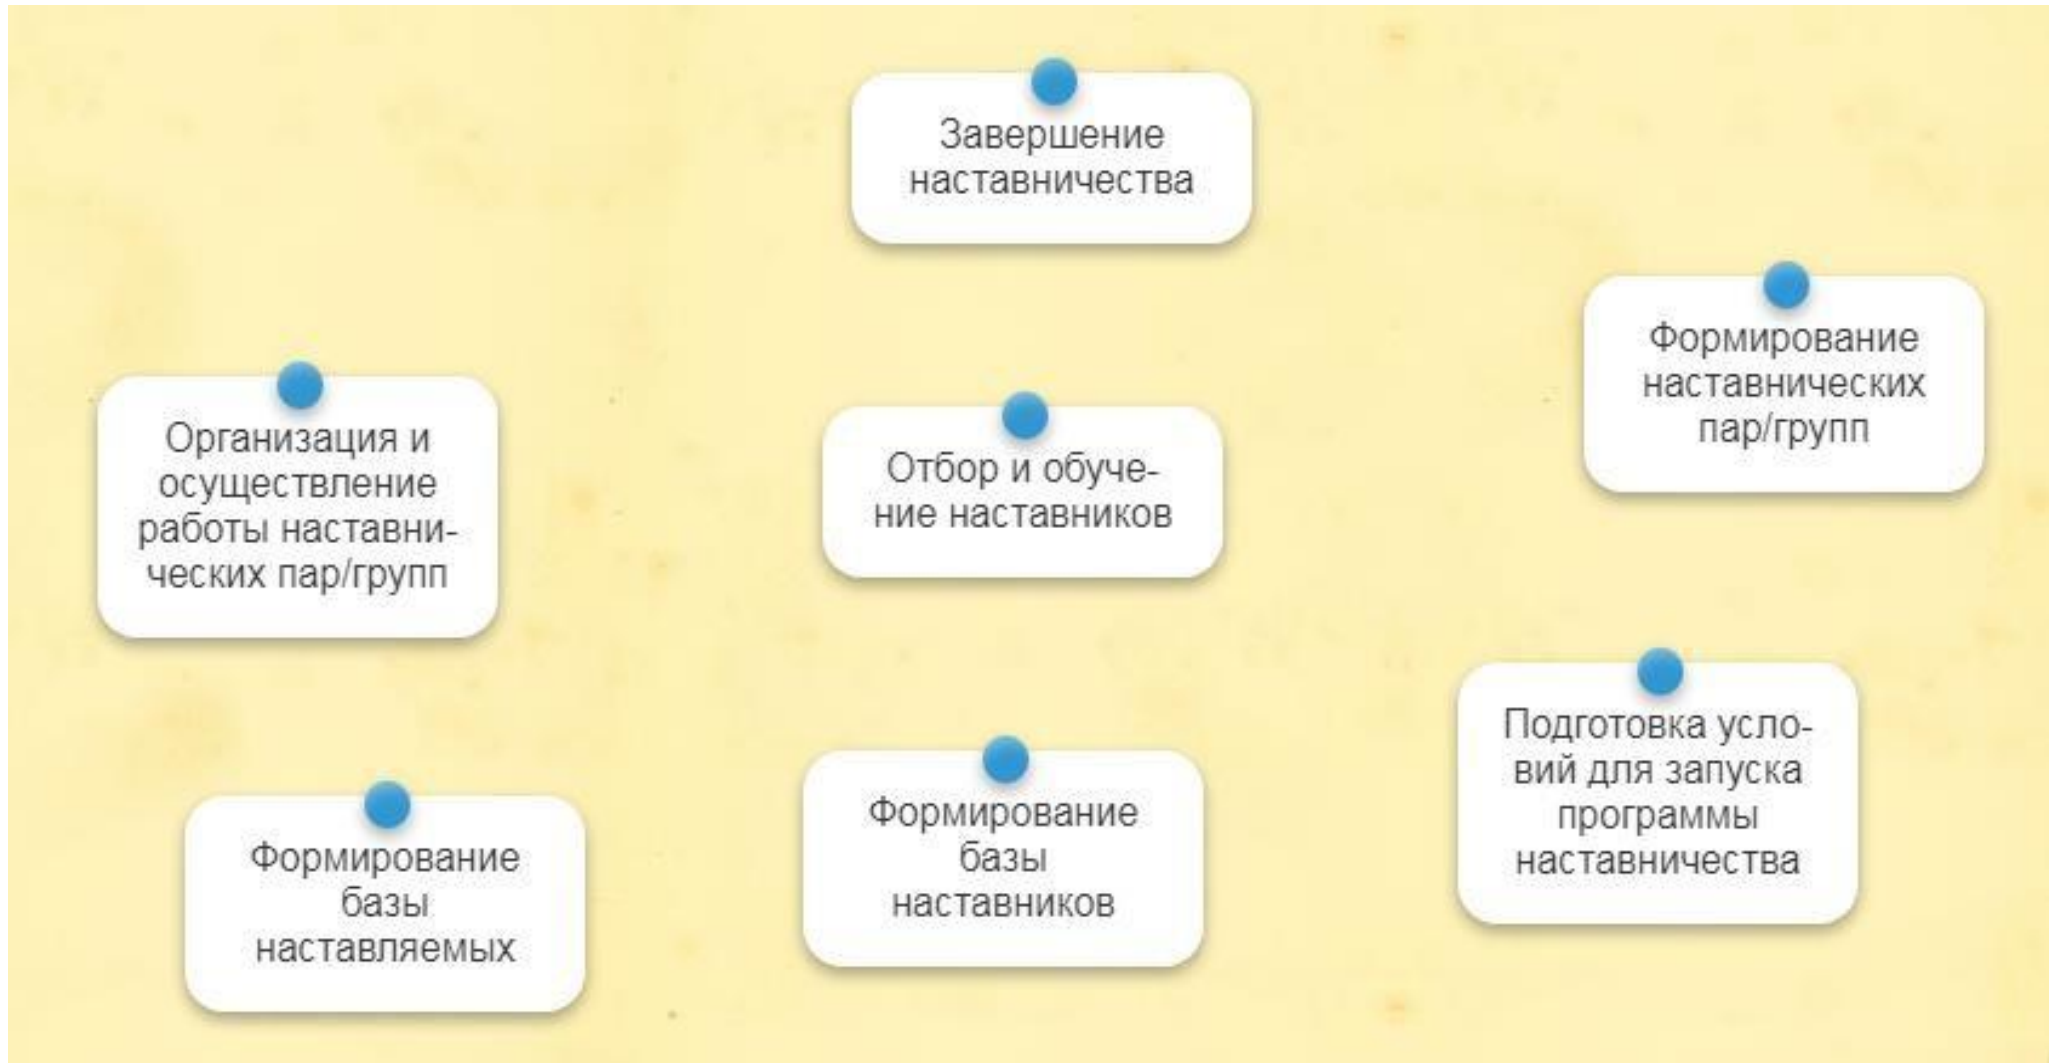 Завершение
наставничества
Формирование
наставнических
пар/групп
Организация и
осуществление
работы наставни-
ческих пар/групп
Отбор и обуче-
ние наставников
Подготовка усло-
вий для запуска
программы
наставничества
Формирование
базы
наставляемых
Формирование
базы
наставников